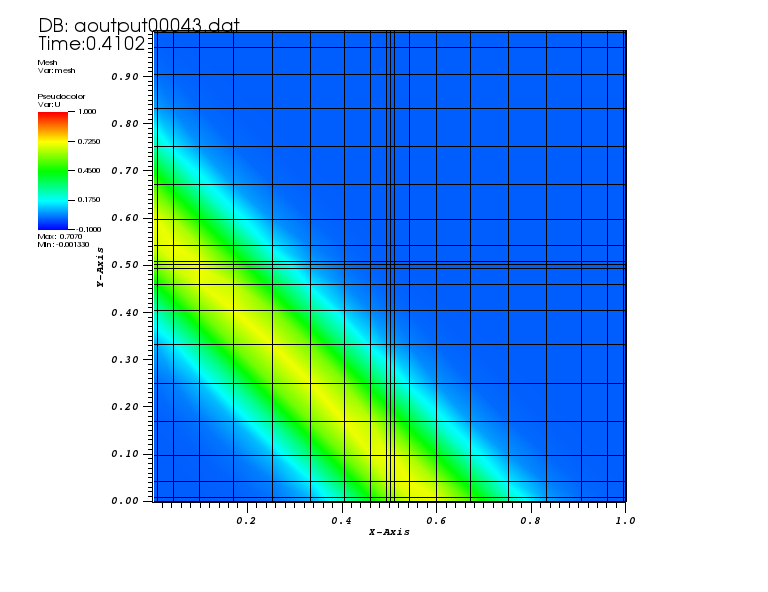 DB: aoutput00043.dat
Time:0.4102
Mesh
Var: mesh
Pseudocolor
Var: U
1.000
0.7250
0.4500
0.1750
-0.1000
Max: 0.7070
Min: -0.001330
0.90
0.80
0.70
0.60
0.50
0.40
0.30
0.20
0.10
0.00
Y-Axis
0.2
0.4
0.6
0.8
1.0
X-Axis